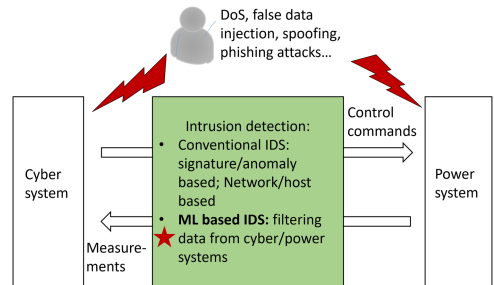 DoS, false data
injection, spoofing,
phishing attacks…
Cyber
system
Intrusion detection:
• Conventional IDS:
signature/anomaly
based; Network/host
based
• ML based IDS: filtering
data from cyber/power
systems
Control
commands
Power
system
Measure-
ments